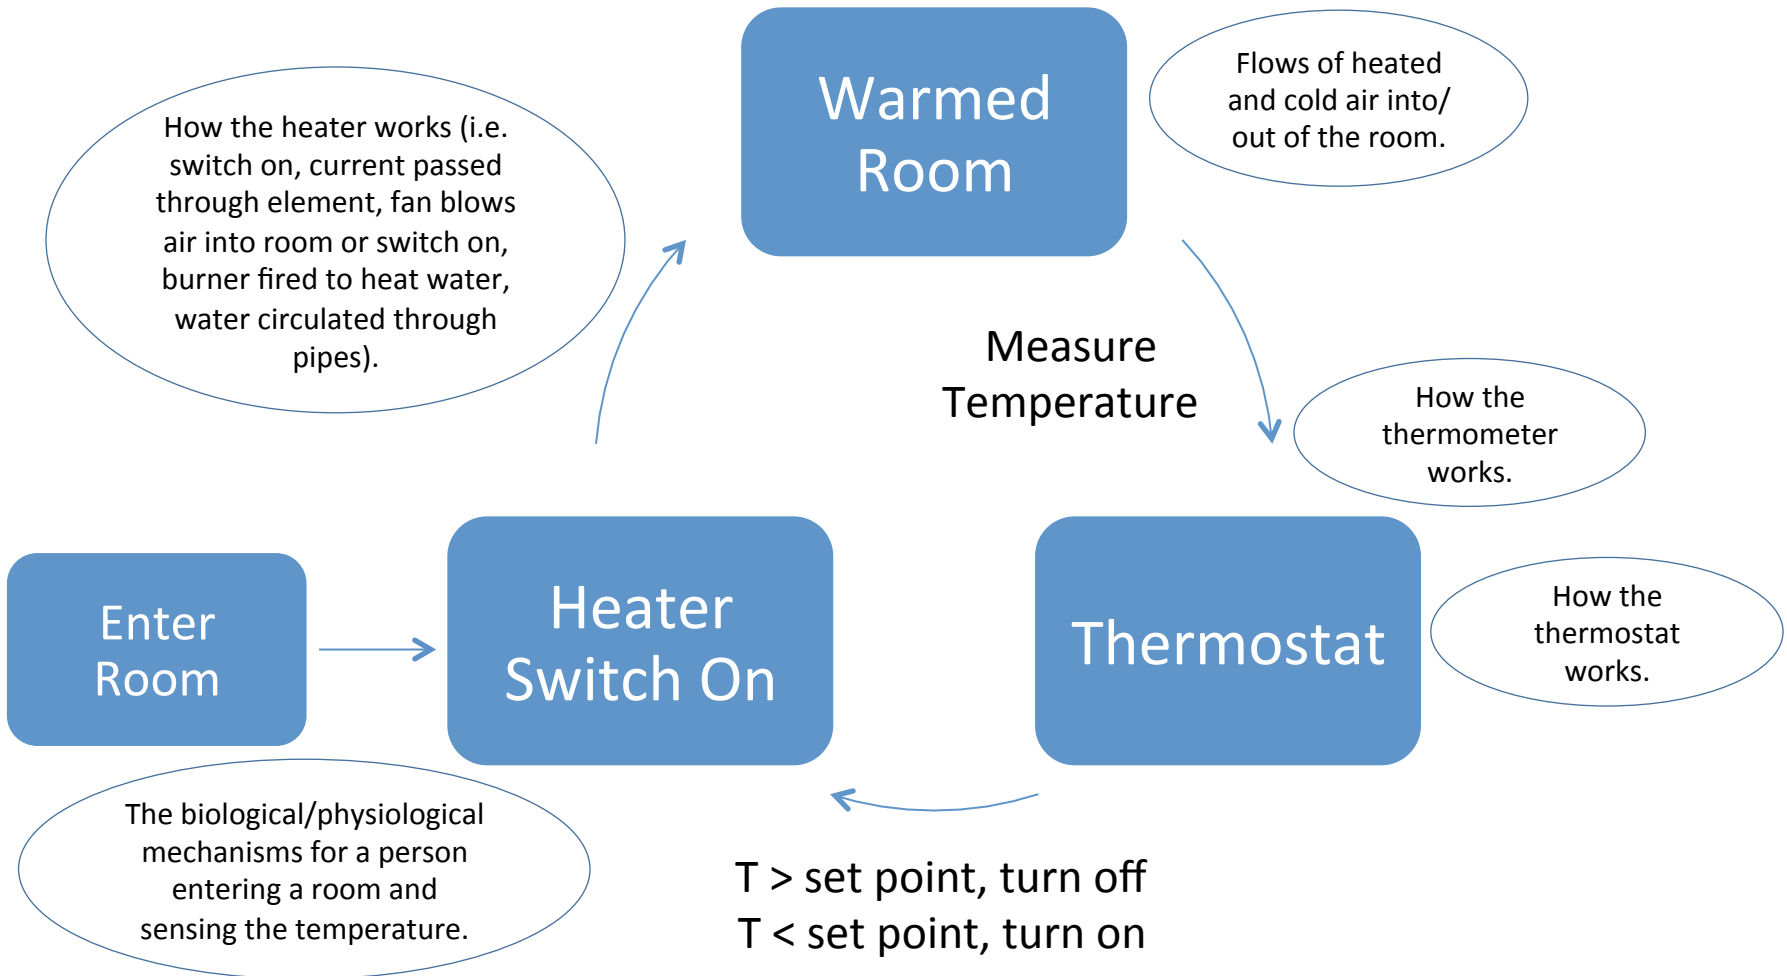 Warmed
Room
Flows of heated
and cold air into/
out of the room.
How the heater works (i.e.
switch on, current passed
through element, fan blows
air into room or switch on,
burner fired to heat water,
water circulated through
pipes).
Measure
Temperature
How the
thermometer
works.
Enter
Room
Heater
Switch On
Thermostat
How the
thermostat
works.
The biological/physiological
mechanisms for a person
entering a room and
sensing the temperature.
T > set point, turn off
T < set point, turn on